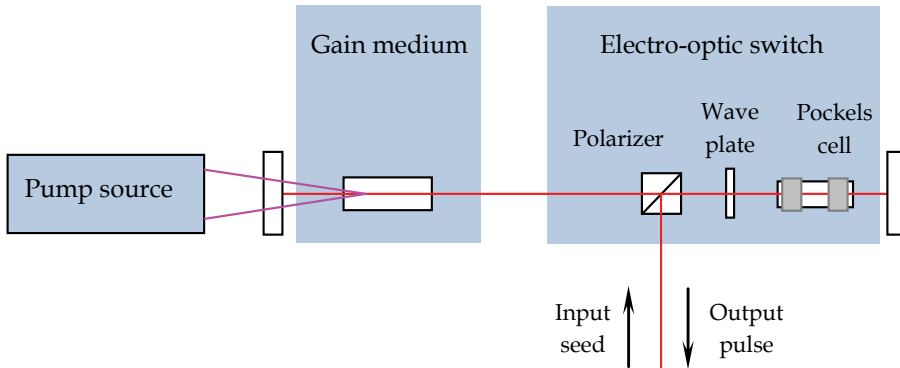 Gain medium
Electro-optic switch
Wave
plate
Pockels
cell
Polarizer
Pump source
Input
seed
Output
pulse